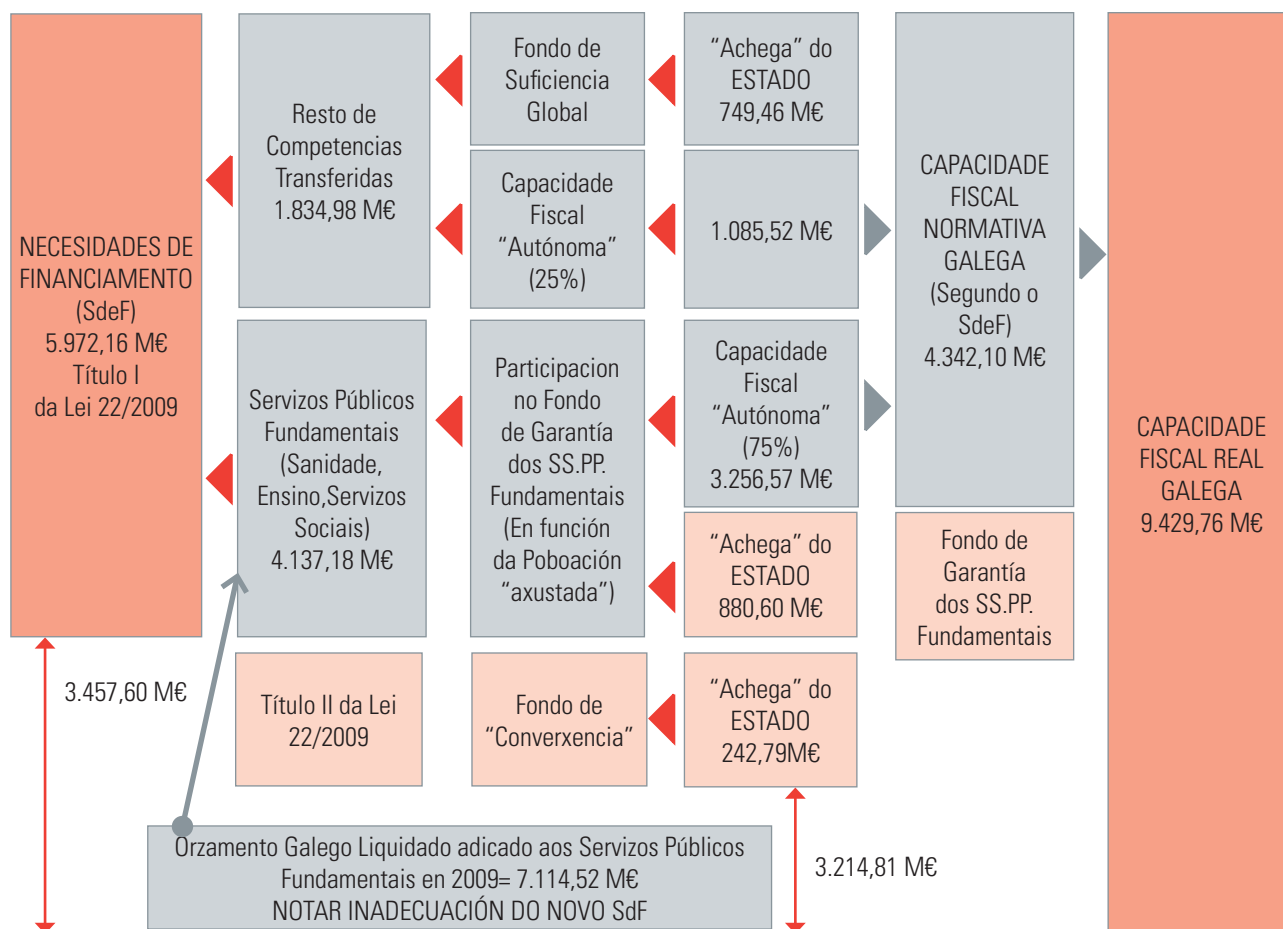 NECESIDADES DE
FINANCIAMENTO
(SdeF)
5.972,16 M€
Título I
da Lei 22/2009
3.457,60 M€
Resto de
Competencias
Transferidas
1.834,98 M€
Servizos Públicos
Fundamentais
(Sanidade,
Ensino,Servizos
Sociais)
4.137,18 M€
Título II da Lei
22/2009
Fondo de
Suficiencia
Global
Capacidade
Fiscal
“Autónoma”
(25%)
Participacion
no Fondo
de Garantía
dos SS.PP.
Fundamentais
(En función
da Poboación
“axustada”)
Fondo de
“Converxencia”
“Achega” do
ESTADO
749,46 M€
1.085,52 M€
Capacidade
Fiscal
“Autónoma”
(75%)
3.256,57 M€
“Achega” do
ESTADO
880,60 M€
“Achega” do
ESTADO
242,79M€
3.214,81 M€
CAPACIDADE
FISCAL
NORMATIVA
GALEGA
(Segundo o
SdeF)
4.342,10 M€
Fondo de
Garantía
dos SS.PP.
Fundamentais
CAPACIDADE
FISCAL REAL
GALEGA
9.429,76 M€
Orzamento Galego Liquidado adicado aos Servizos Públicos
Fundamentais en 2009= 7.114,52 M€
NOTAR INADECUACIÓN DO NOVO SdF